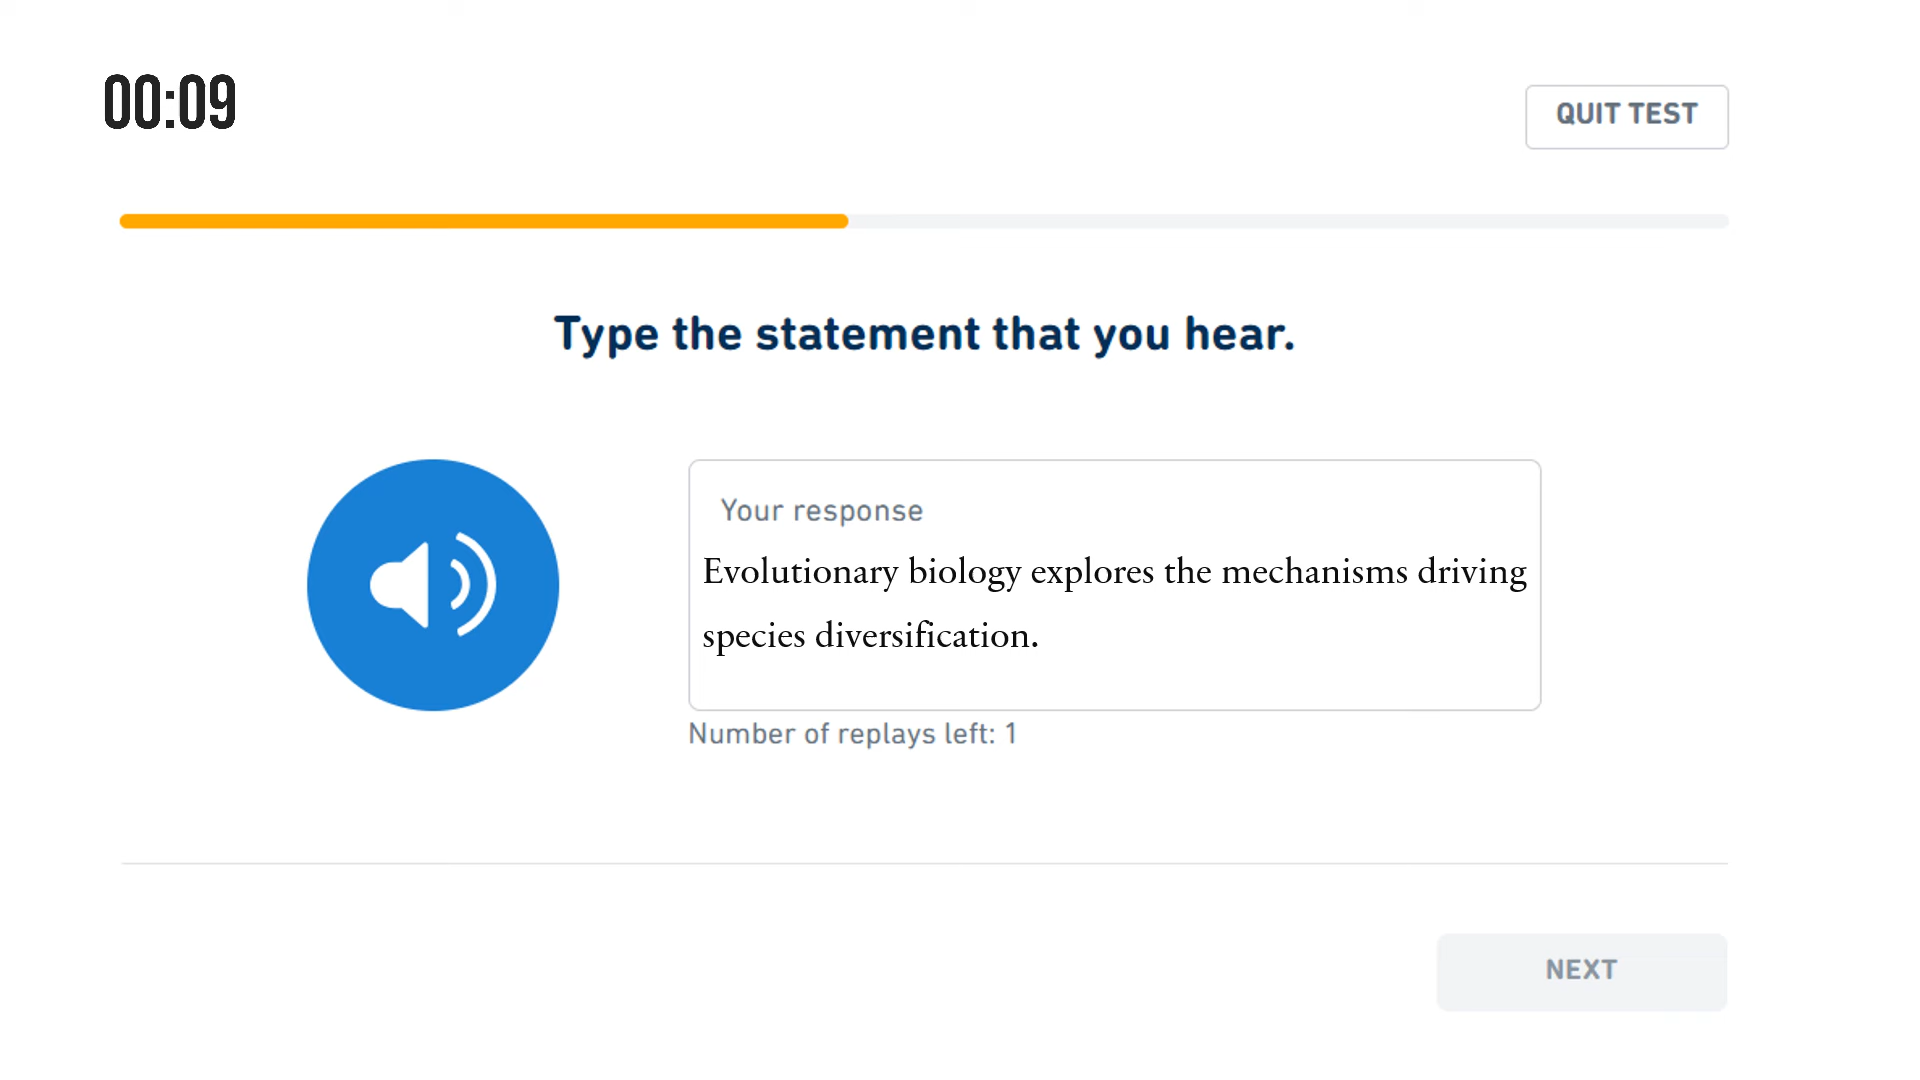 00:09
QUIT TEST
Type the statement that you hear.
Your response
Evolutionary biology explores the mechanisms driving
species diversification.
Number of replays left: 1
NEXT